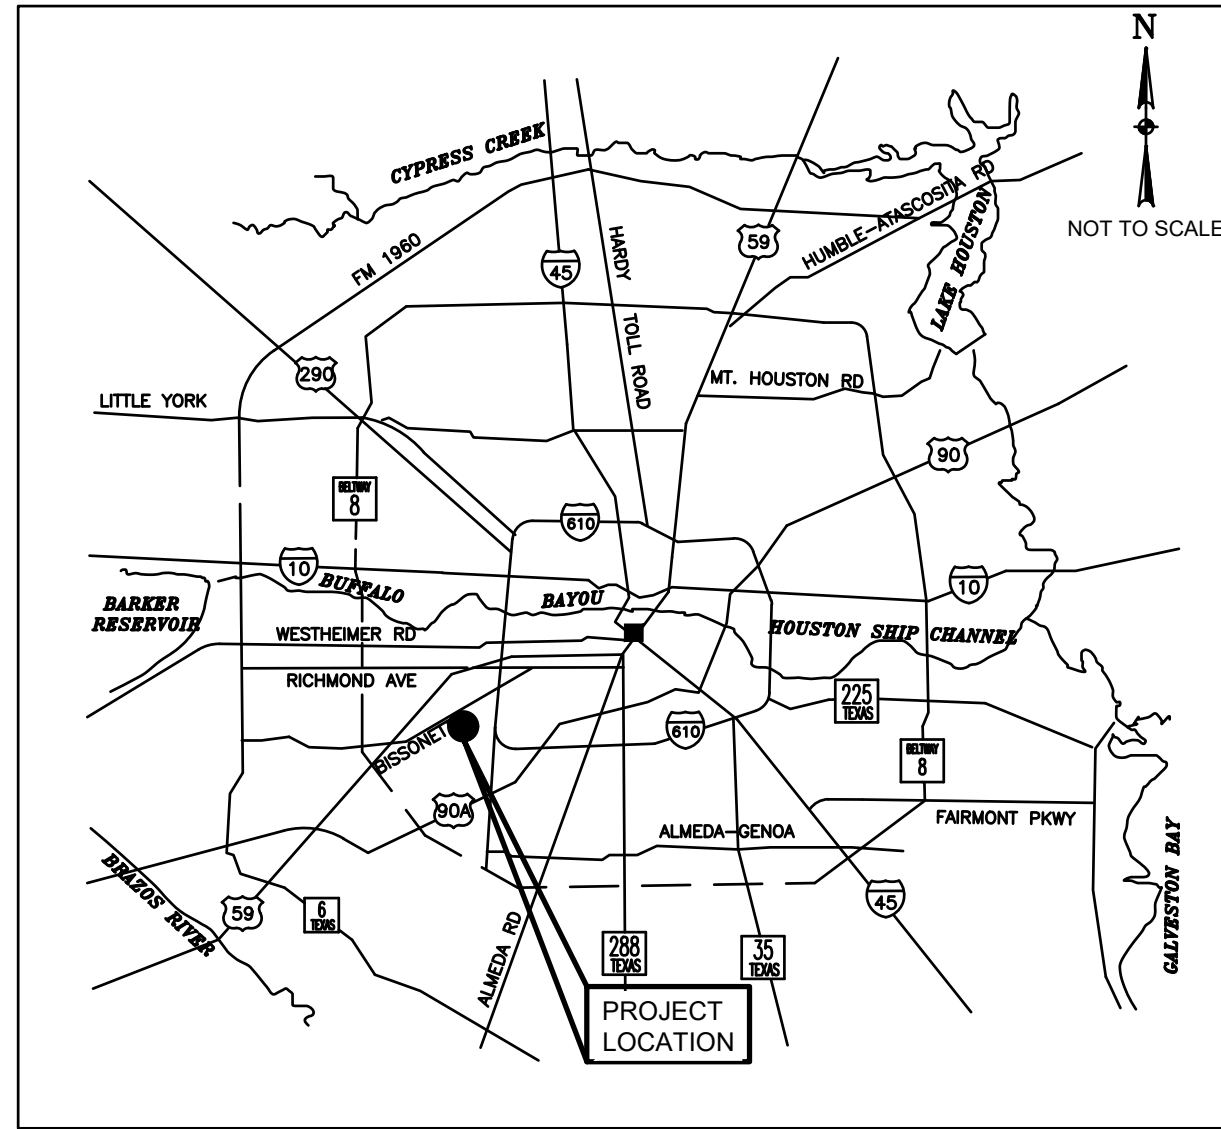 N
NOT TO SCALE
CYPRESS CREEK
HUMBLE-ATASCOSITA RD
59
FM 1960
45
HARDY
TOLL ROAD
LAKE HOUSTON
290
MT. HOUSTON RD
LITTLE YORK
90
BELTWAY
8
610
10
BUFFALO
BAYOU
10
BARKER
RESERVOIR
WESTHEIMER RD
HOUSTON SHIP CHANNEL
RICHMOND AVE
225
TEXAS
BISSONET
610
BELTWAY
8
90A
ALMEDA-GENOA
FAIRMONT PKWY
BRAZOS RIVER
59
6
TEXAS
45
GALVESTON BAY
ALMEDA RD
288
TEXAS
35
TEXAS
PROJECT
LOCATION